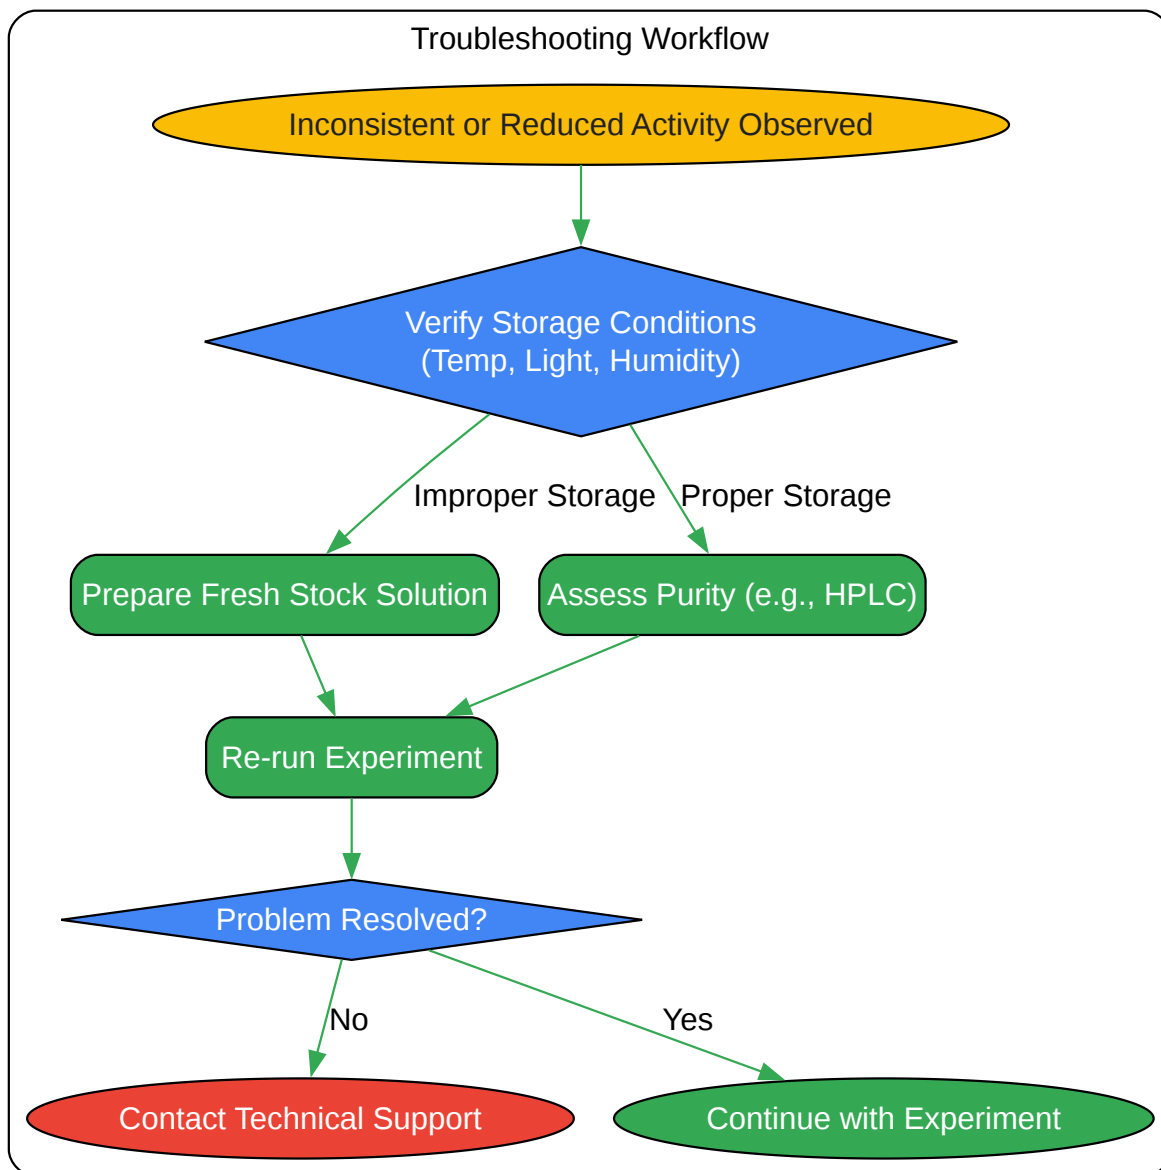 Troubleshooting Workflow
Inconsistent or Reduced Activity Observed
Verify Storage Conditions
(Temp, Light, Humidity)
Improper Storage
Proper Storage
Prepare Fresh Stock Solution
Assess Purity (e.g., HPLC)
Re-run Experiment
Problem Resolved?
No
Yes
Contact Technical Support
Continue with Experiment